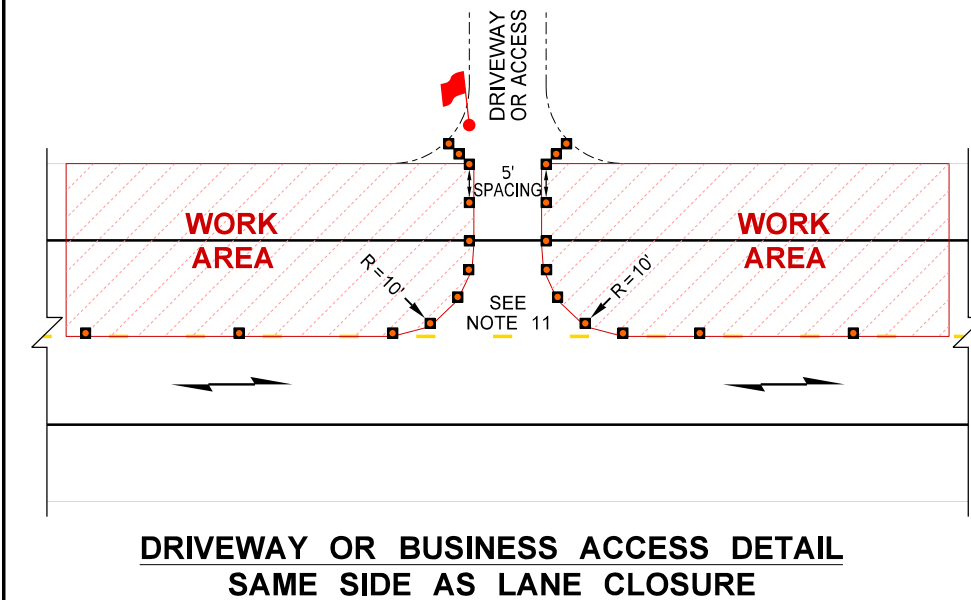 DRIVEWAY
OR ACCESS
5'
SPACING
WORK
AREA
WORK
AREA
R=10'
R=10'
SEE
NOTE 11
DRIVEWAY OR BUSINESS ACCESS DETAIL
SAME SIDE AS LANE CLOSURE